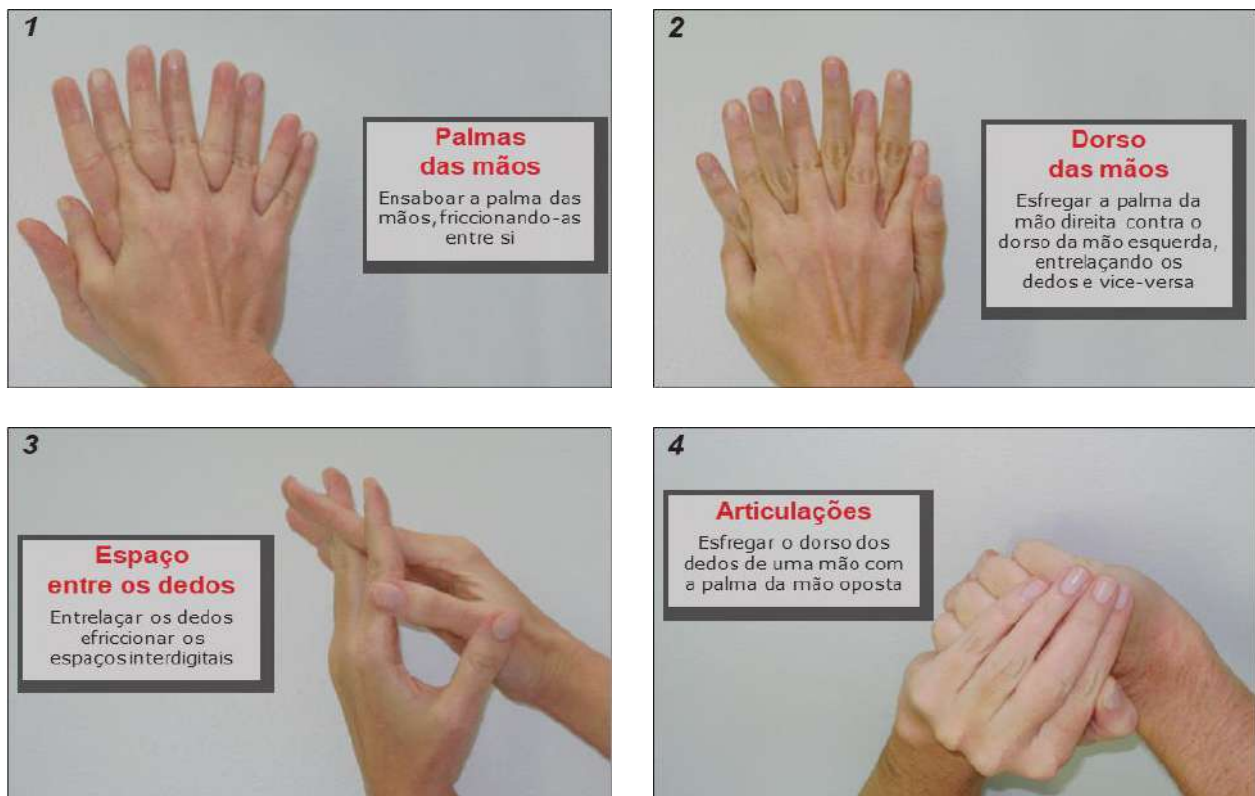 1
Palmas
das mãos
Ensaboar a palma das
mãos, friccionando-as
entre si
2
Dorso
das mãos
Esfregar a palma da
mão direita contra o
dorso da mão esquerda,
entrelaçando os
dedos e vice-versa
3
Espaço
entre os dedos
Entrelaçar os dedos
efriccionar os
espaços interdigitais
4
Articulações
Esfregar o dorso dos
dedos de uma mão com
a palma da mão oposta